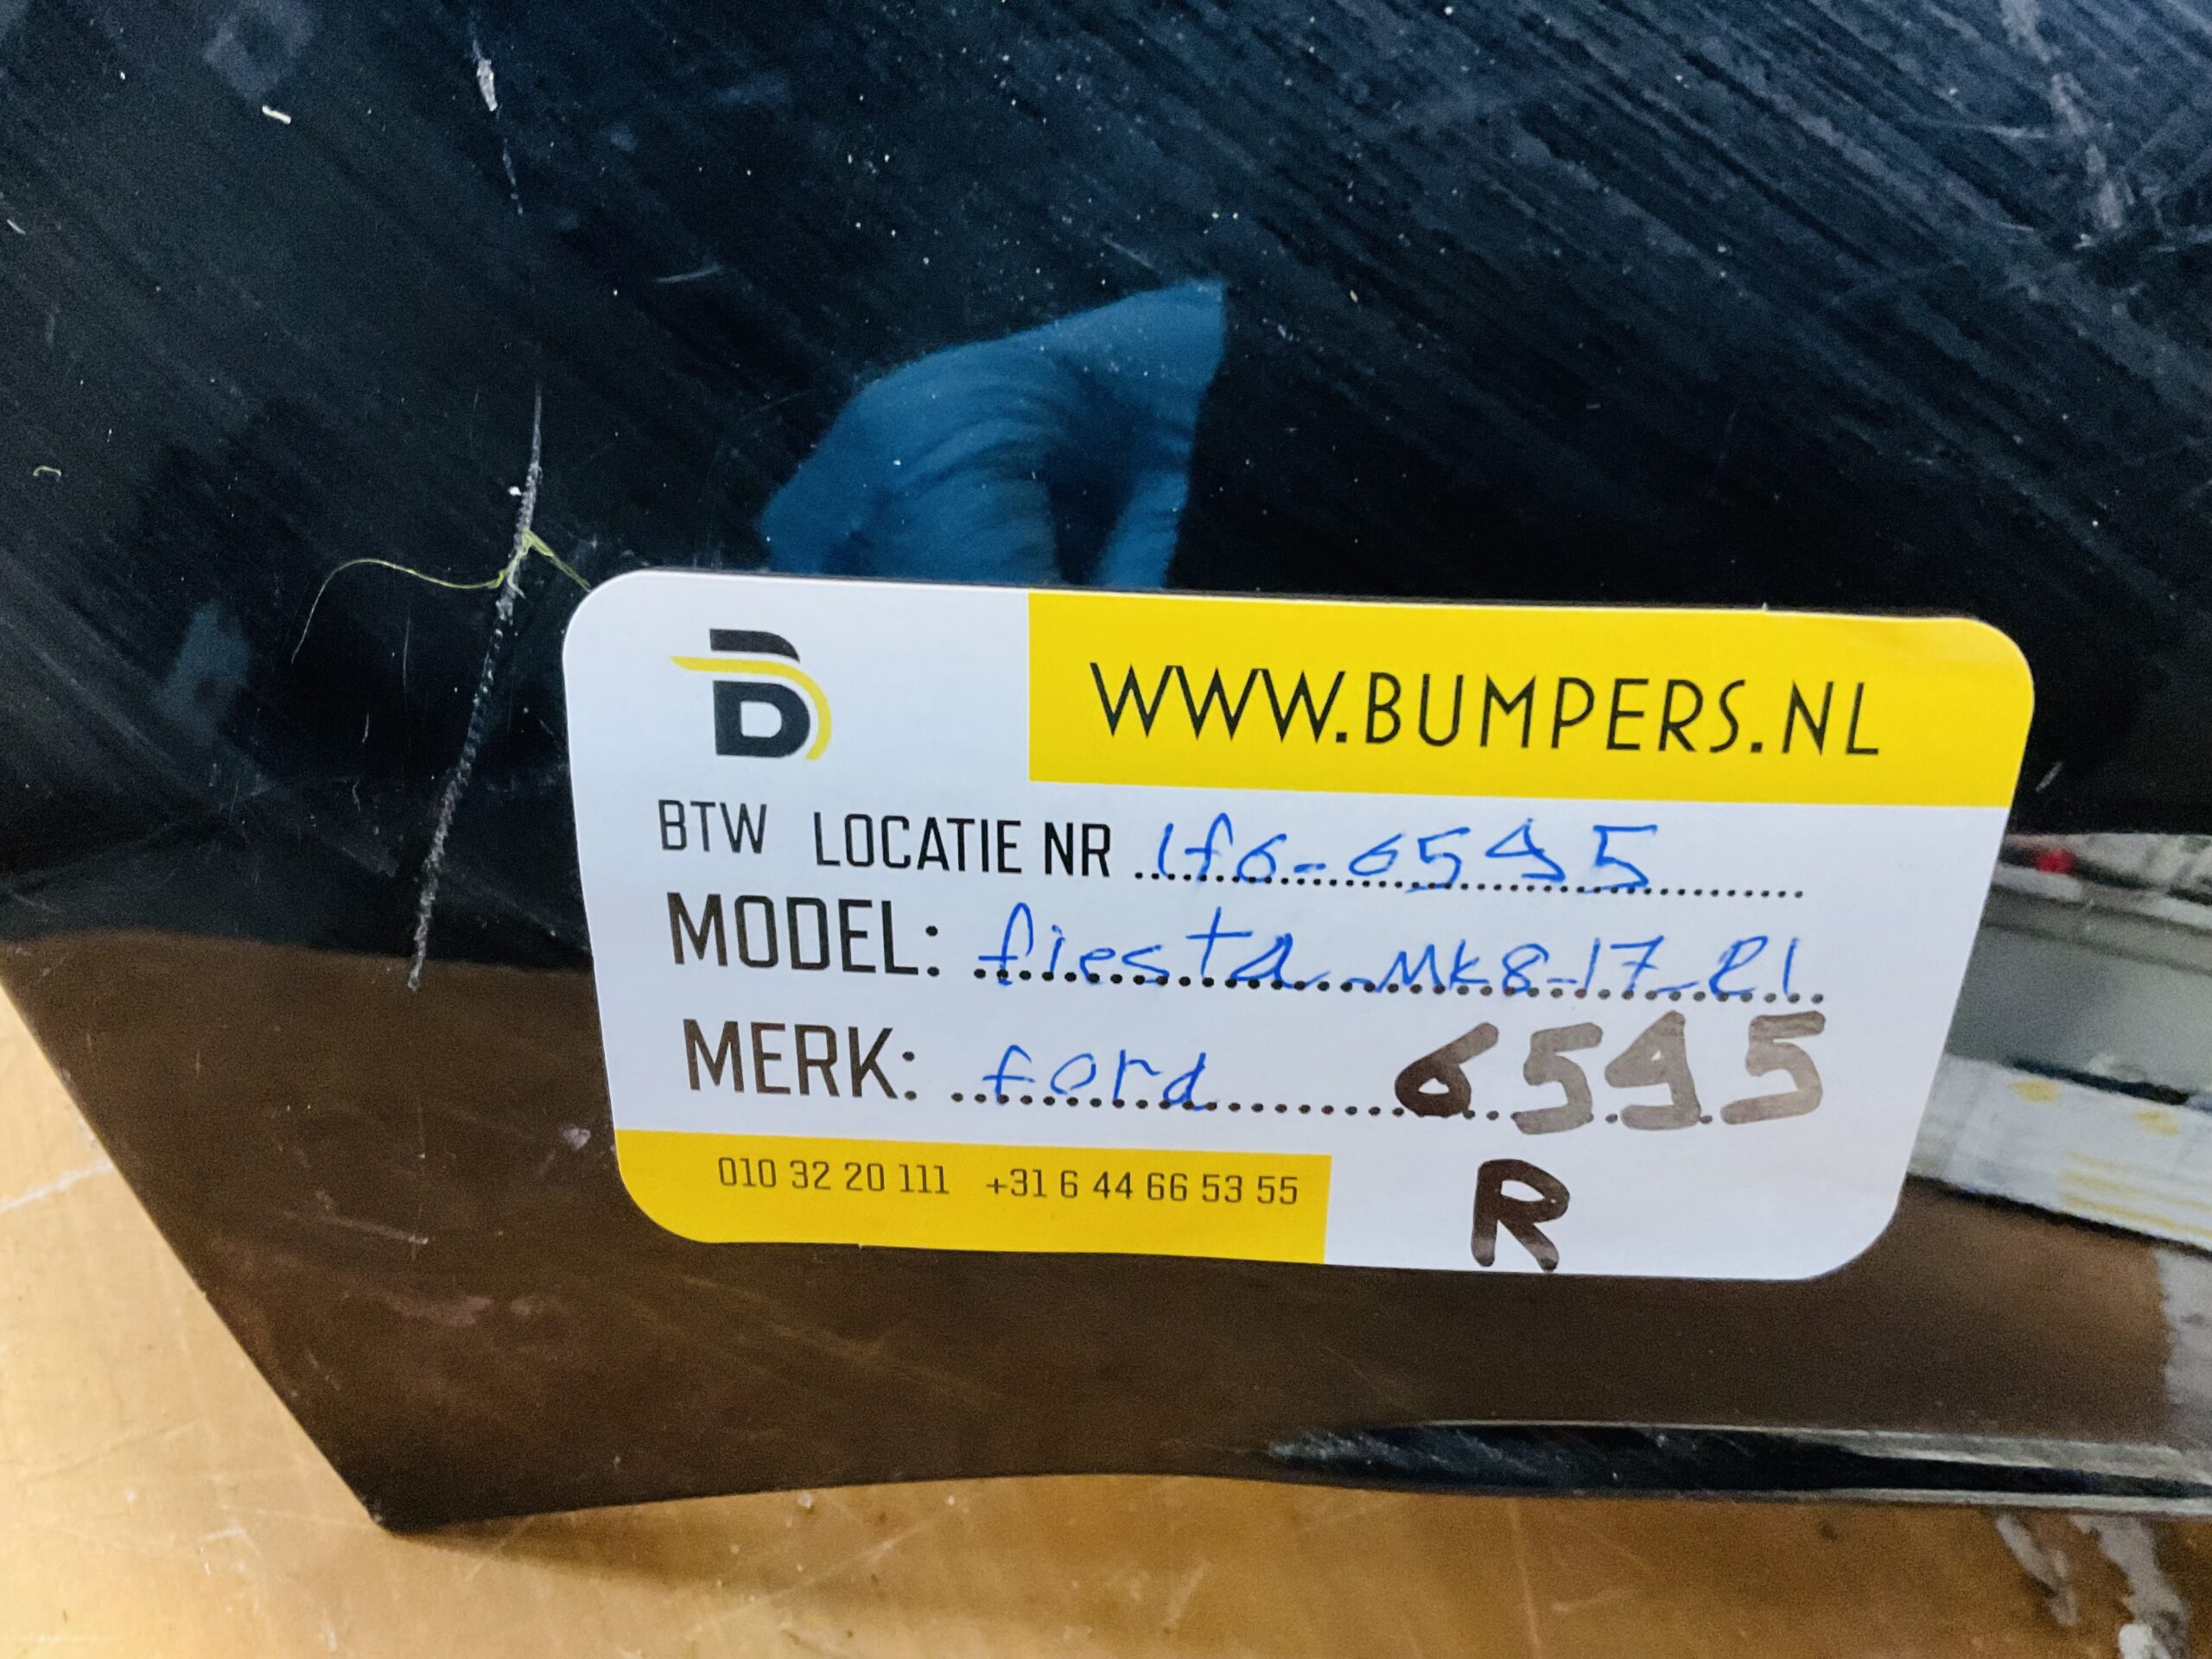 B
WWW.BUMPERS.NL
BTW LOCATIE NR lf6-6595
MODEL: fiesta-Mk8-17-21
MERK: ford 6595
010 32 20 111 +31 6 44 66 53 55
R